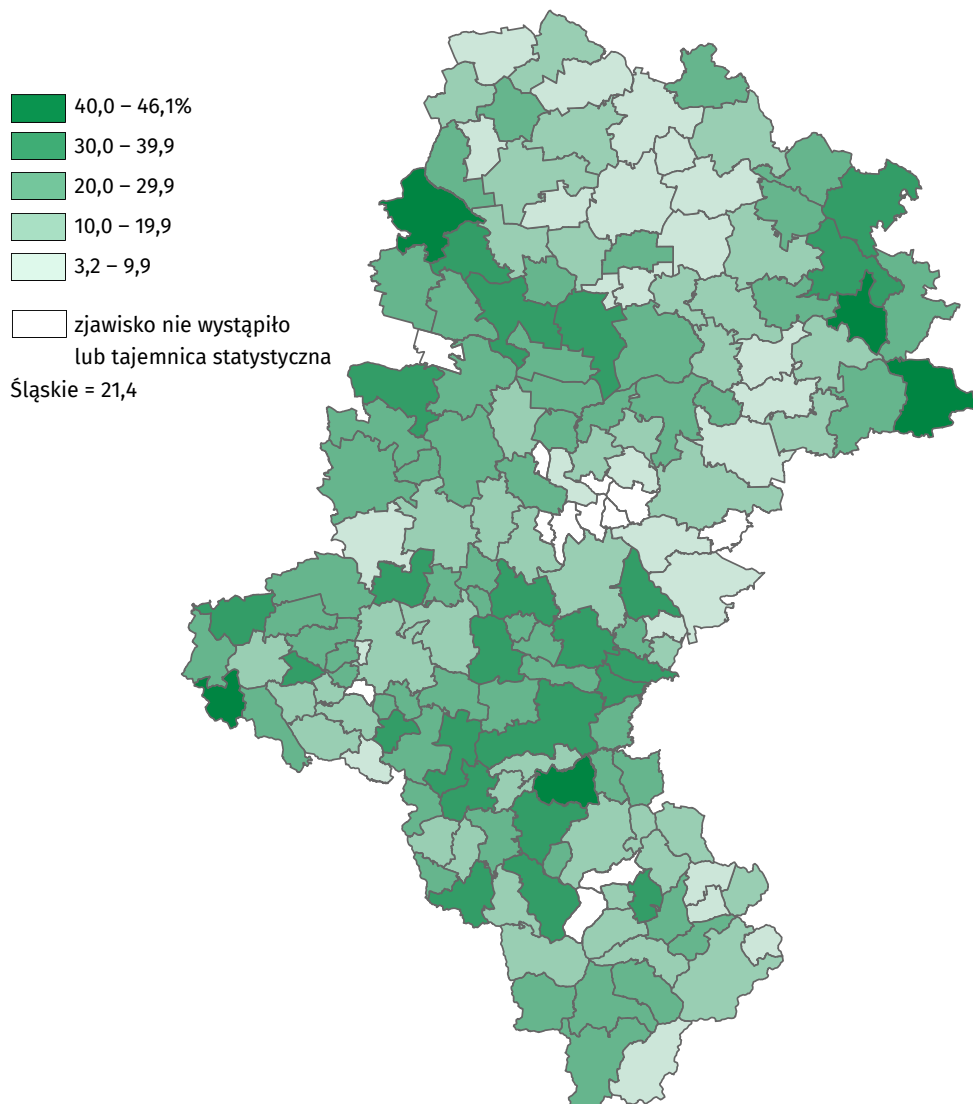 40,0 – 46,1%
30,0 – 39,9
20,0 – 29,9
10,0 – 19,9
3,2 – 9,9
zjawisko nie wystąpiło
lub tajemnica statystyczna
Śląskie = 21,4